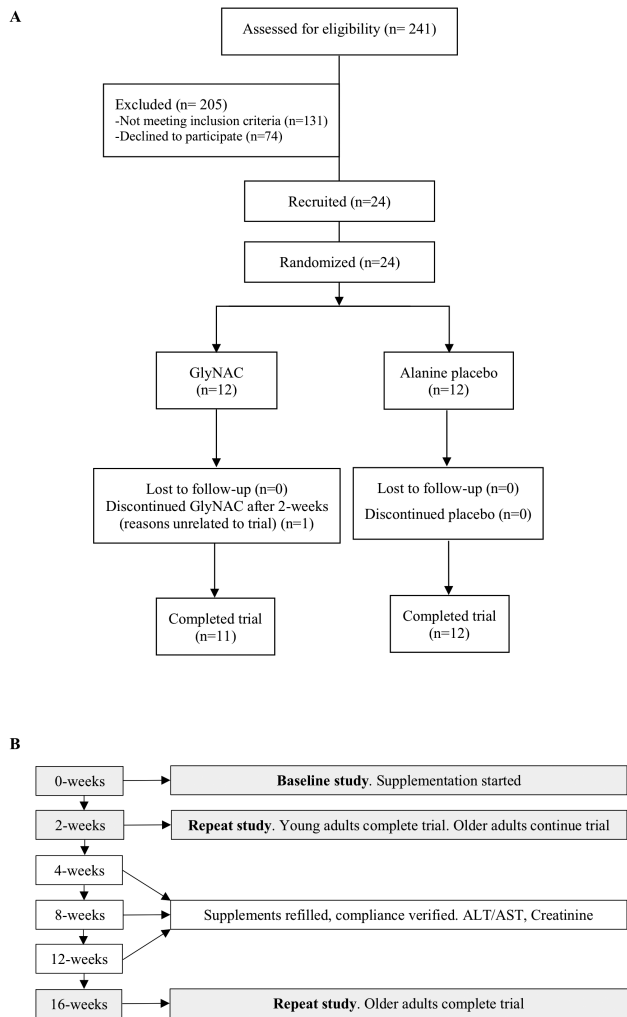 A
Assessed for eligibility (n= 241)
Excluded (n= 205)
-Not meeting inclusion criteria (n=131)
-Declined to participate (n=74)
Recruited (n=24)
Randomized (n=24)
GlyNAC
(n=12)
Alanine placebo
(n=12)
Lost to follow-up (n=0)
Discontinued GlyNAC after 2-weeks
(reasons unrelated to trial) (n=1)
Lost to follow-up (n=0)
Discontinued placebo (n=0)
Completed trial
(n=11)
Completed trial
(n=12)
B
0-weeks
Baseline study. Supplementation started
2-weeks
Repeat study. Young adults complete trial. Older adults continue trial
4-weeks
8-weeks
Supplements refilled, compliance verified. ALT/AST, Creatinine
12-weeks
16-weeks
Repeat study. Older adults complete trial